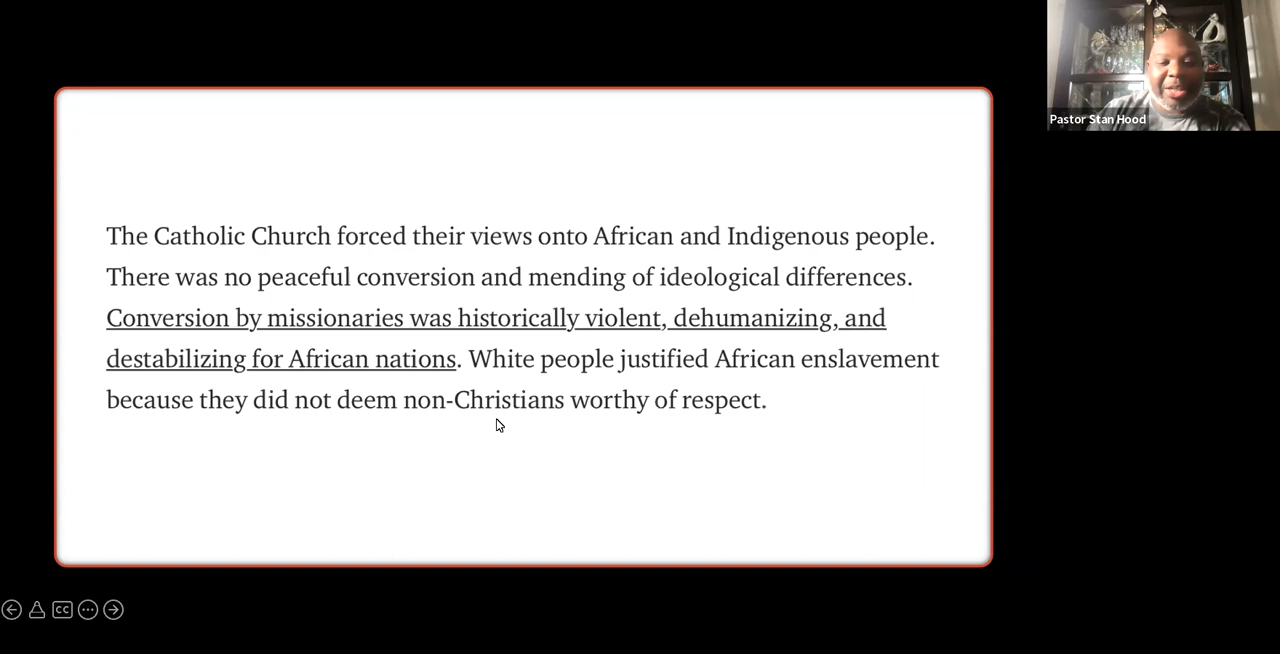 The Catholic Church forced their views onto African and Indigenous people.
There was no peaceful conversion and mending of ideological differences.
Conversion by missionaries was historically violent, dehumanizing, and
destabilizing for African nations. White people justified African enslavement
because they did not deem non-Christians worthy of respect.
Pastor Stan Hood
CC